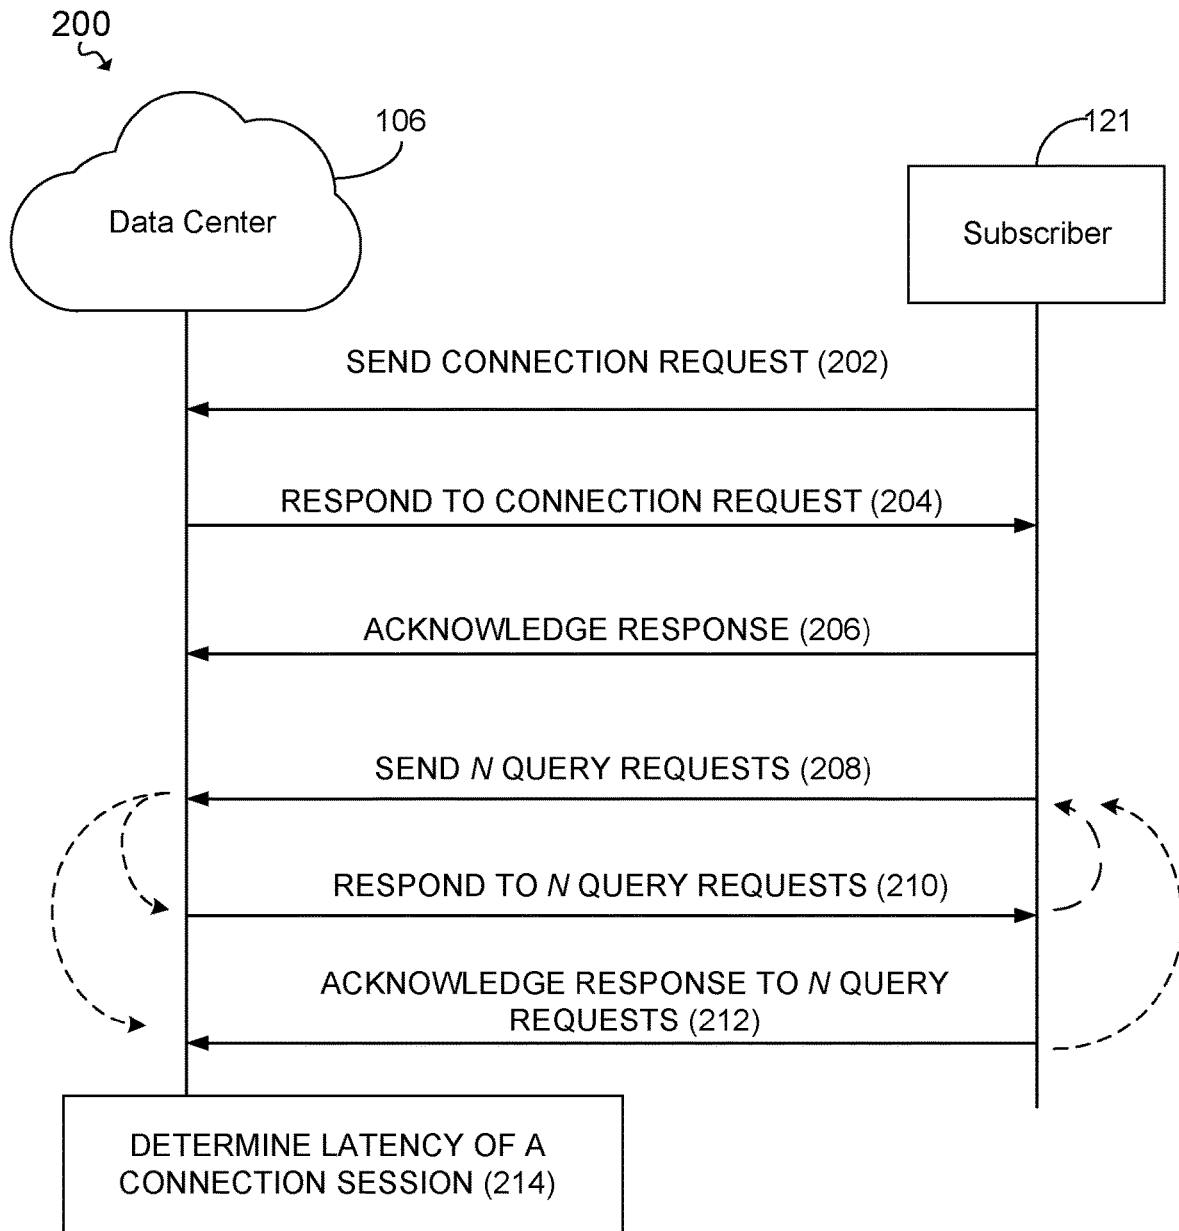 200
106
121
Data Center
Subscriber
SEND CONNECTION REQUEST (202)
RESPOND TO CONNECTION REQUEST (204)
ACKNOWLEDGE RESPONSE (206)
SEND N QUERY REQUESTS (208)
RESPOND TO N QUERY REQUESTS (210)
ACKNOWLEDGE RESPONSE TO N QUERY
REQUESTS (212)
DETERMINE LATENCY OF A
CONNECTION SESSION (214)